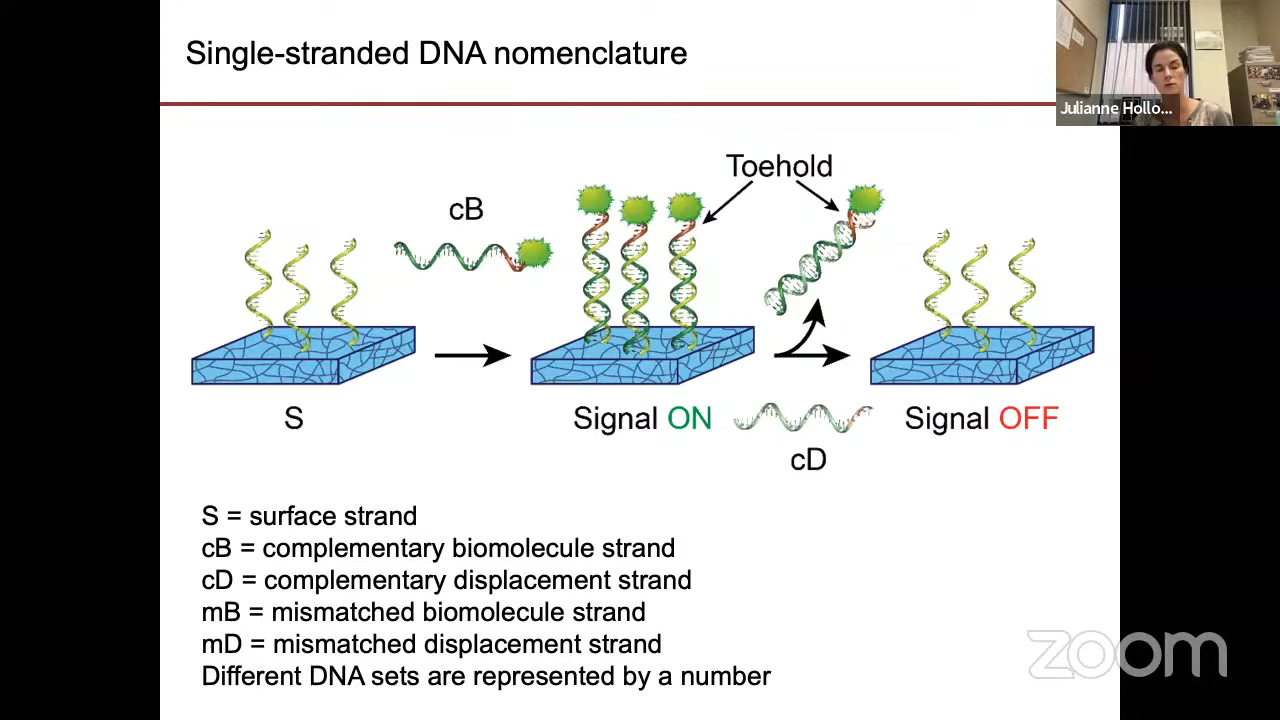 Single-stranded DNA nomenclature
Julianne Hollo...
Toehold
cB
S
Signal ON
Signal OFF
cD
S = surface strand
cB = complementary biomolecule strand
cD = complementary displacement strand
mB = mismatched biomolecule strand
mD = mismatched displacement strand
Different DNA sets are represented by a number
zoom